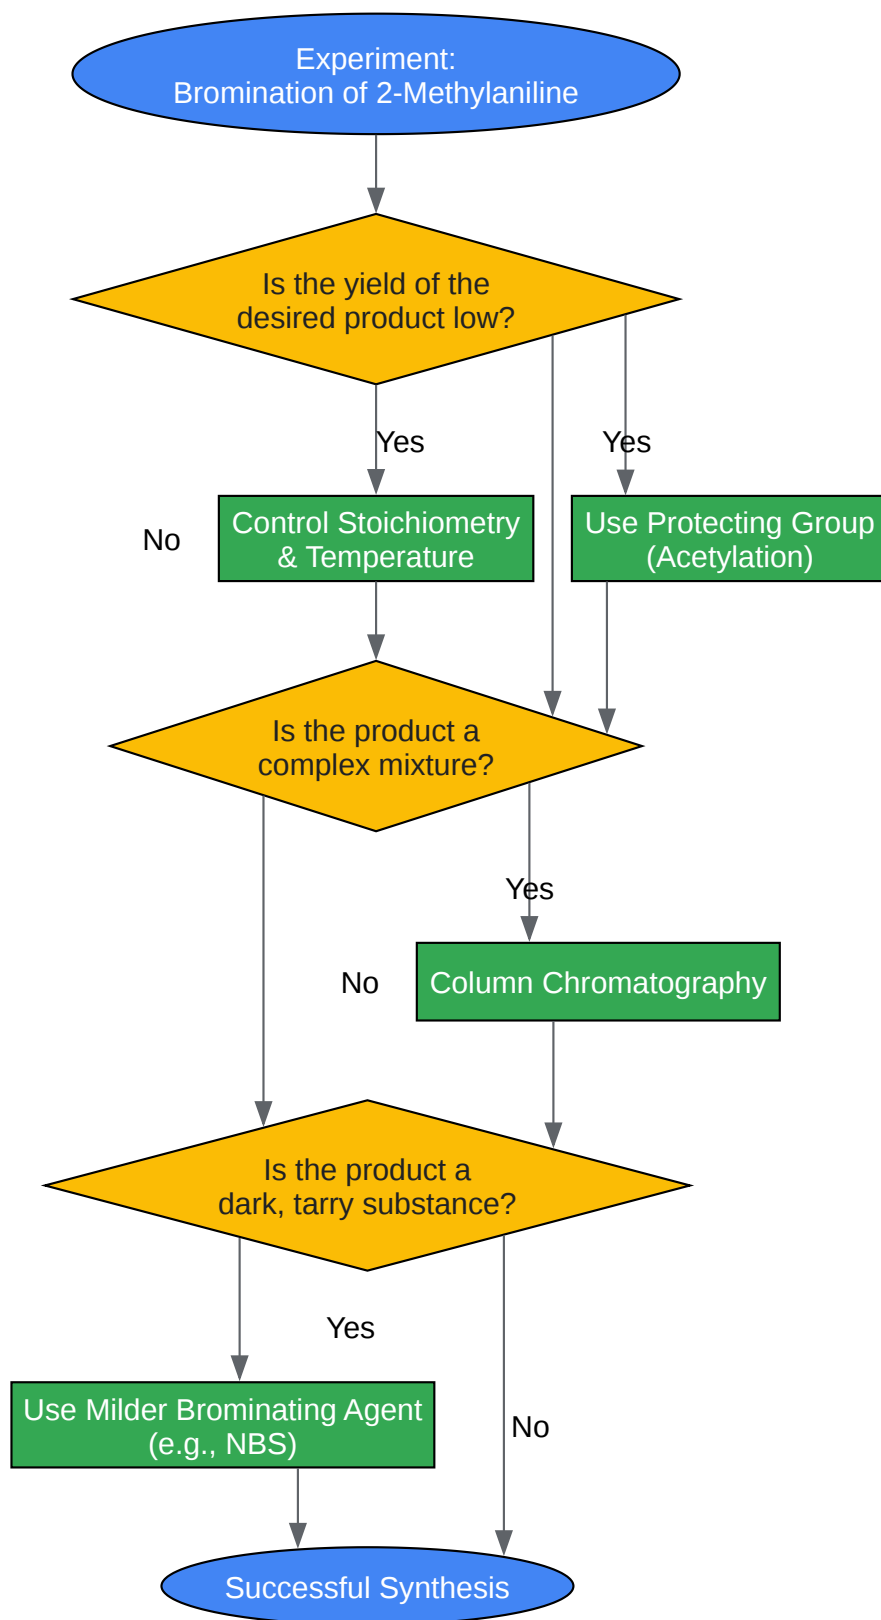 Experiment:
Bromination of 2-Methylaniline
Is the yield of the
desired product low?
Yes
Yes
No
Control Stoichiometry
& Temperature
Use Protecting Group
(Acetylation)
Is the product a
complex mixture?
Yes
No
Column Chromatography
Is the product a
dark, tarry substance?
Yes
Use Milder Brominating Agent
(e.g., NBS)
No
Successful Synthesis